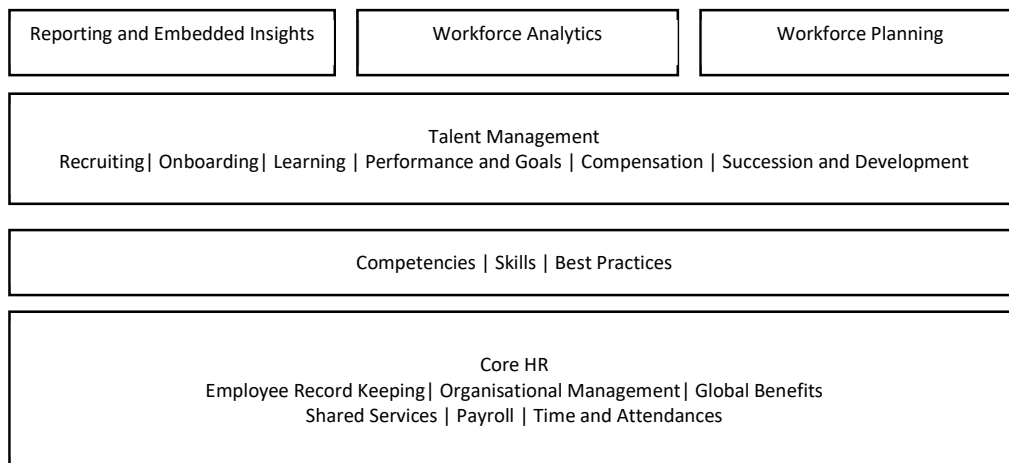 Reporting and Embedded Insights
Workforce Analytics
Workforce Planning
Talent Management
Recruiting| Onboarding| Learning | Performance and Goals | Compensation | Succession and Development
Competencies | Skills | Best Practices
Core HR
Employee Record Keeping| Organisational Management| Global Benefits
Shared Services | Payroll | Time and Attendances